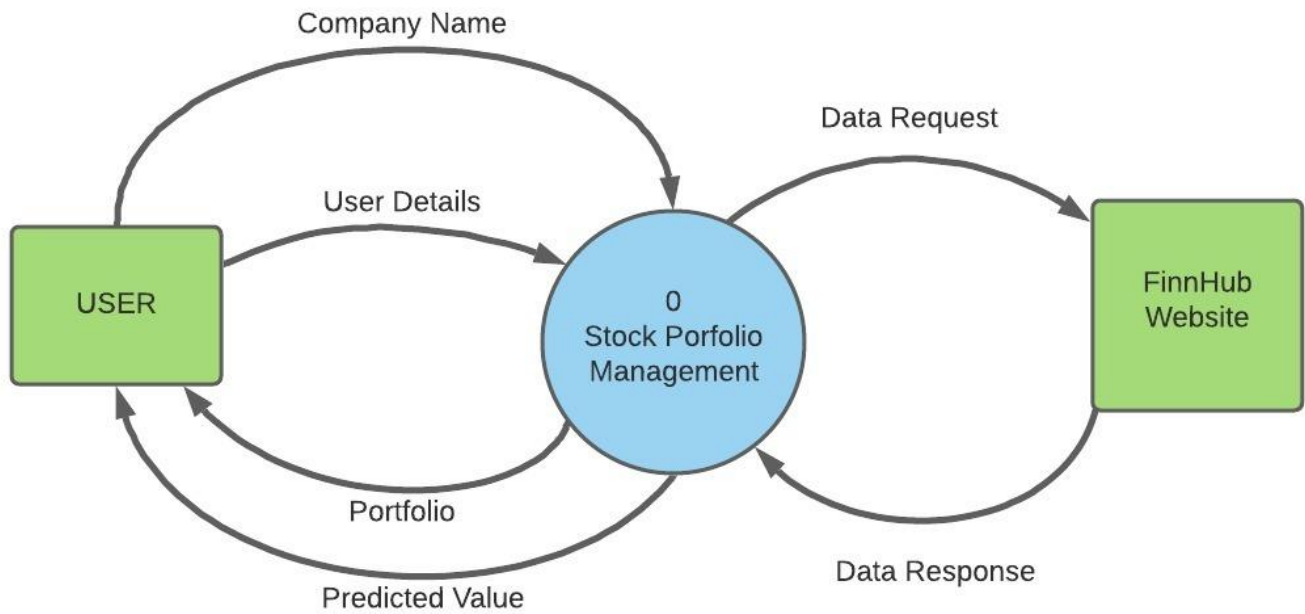 Company Name
Data Request
User Details
USER
0
Stock Porfolio
Management
FinnHub
Website
Portfolio
Data Response
Predicted Value